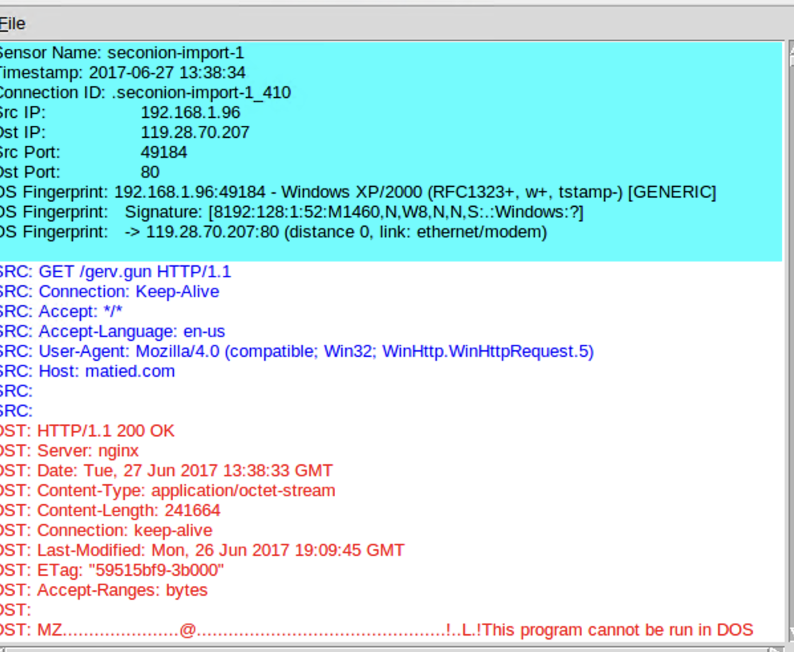 File
Sensor Name: seconion-import-1
Timestamp: 2017-06-27 13:38:34
Connection ID: .seconion-import-1_410
Src IP: 192.168.1.96
Dst IP: 119.28.70.207
Src Port: 49184
Dst Port: 80
OS Fingerprint: 192.168.1.96:49184 - Windows XP/2000 (RFC1323+, w+, tstamp-) [GENERIC]
OS Fingerprint: Signature: [8192:128:1:52:M1460,N,W8,N,N,S:.:Windows:?]
OS Fingerprint: -> 119.28.70.207:80 (distance 0, link: ethernet/modem)
SRC: GET /gerv.gun HTTP/1.1
SRC: Connection: Keep-Alive
SRC: Accept: */*
SRC: Accept-Language: en-us
SRC: User-Agent: Mozilla/4.0 (compatible; Win32; WinHttp.WinHttpRequest.5)
SRC: Host: matied.com
SRC:
SRC:
DST: HTTP/1.1 200 OK
DST: Server: nginx
DST: Date: Tue, 27 Jun 2017 13:38:33 GMT
DST: Content-Type: application/octet-stream
DST: Content-Length: 241664
DST: Connection: keep-alive
DST: Last-Modified: Mon, 26 Jun 2017 19:09:45 GMT
DST: ETag: "59515bf9-3b000"
DST: Accept-Ranges: bytes
DST:
DST: MZ......................@................................................!..L.!This program cannot be run in DOS